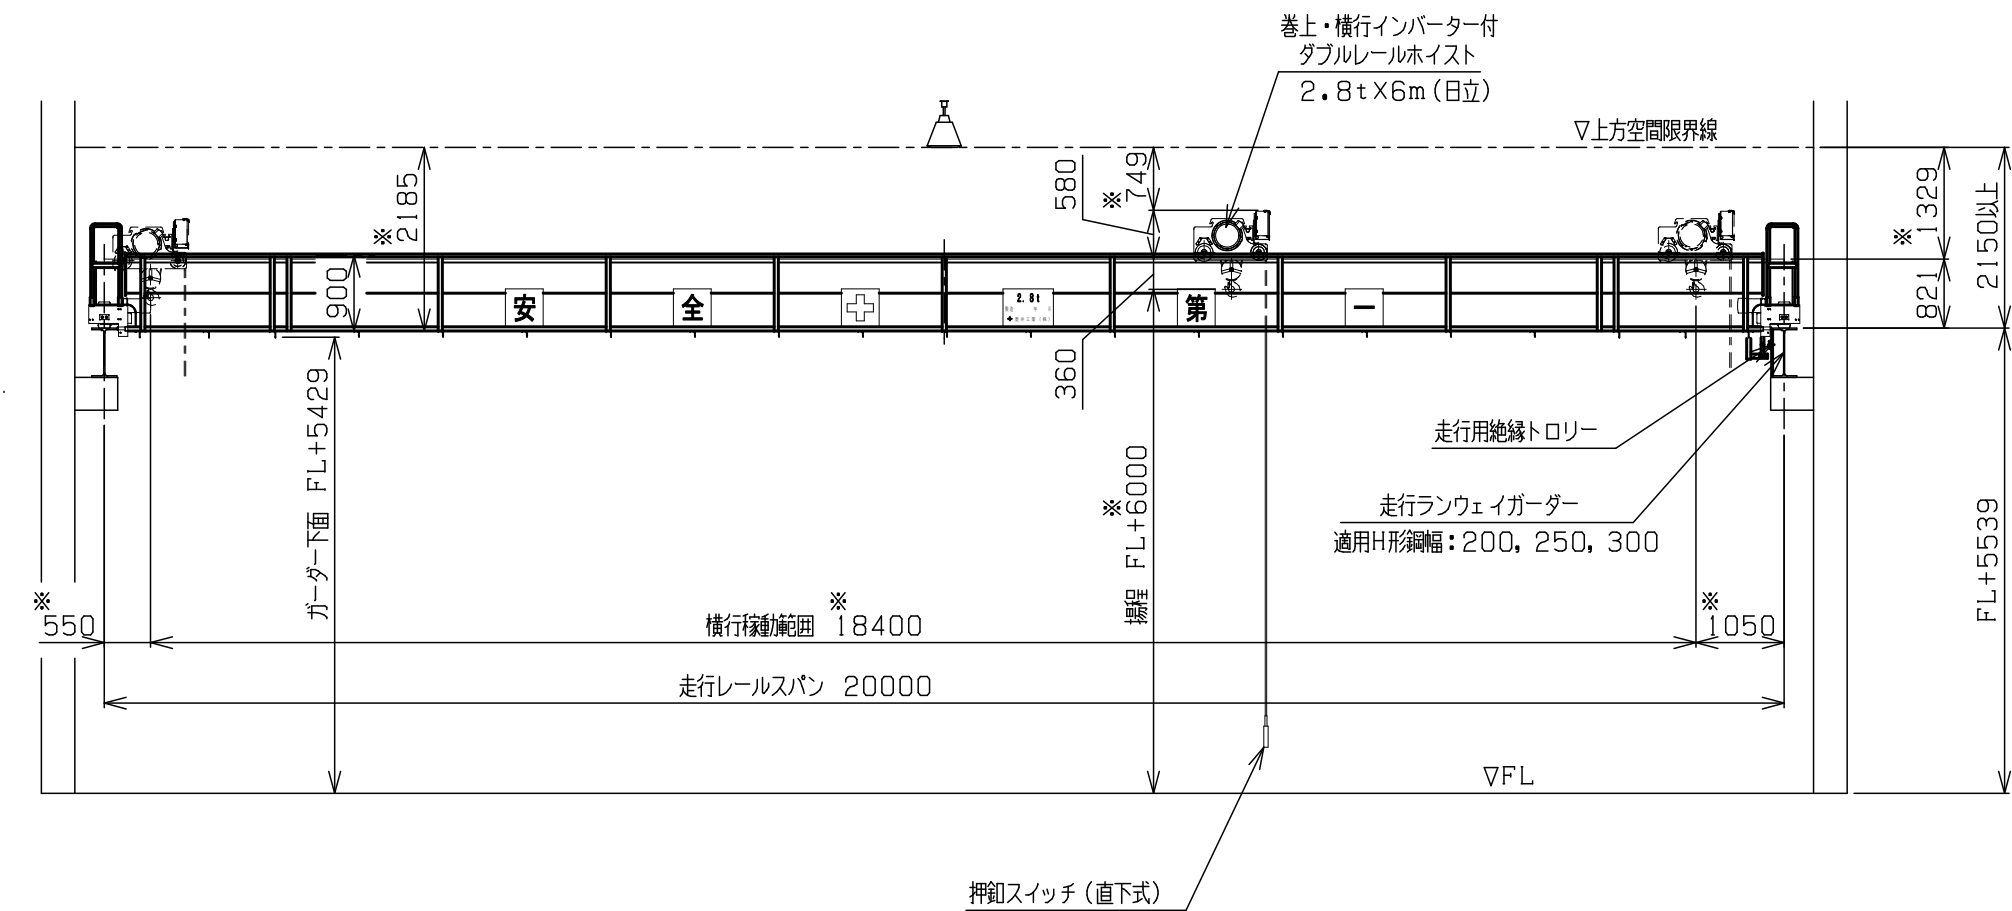 巻上・横行インバーター付
ダブルレールホイスト
2.8t×6m(日立)
▽上方空間限界線
※2185
580
※749
※1329
2150以上
900
821
安
全
2.8t
第
一
360
ガーダー下面 FL+5429
走行用絶縁トロリー
※
揚程 FL+6000
走行ランウェイガーダー
適用H形鋼幅:200, 250, 300
FL+5539
※
550
横行稼動範囲 ※18400
※
1050
走行レールスパン 20000
▽FL
押釦スイッチ(直下式)